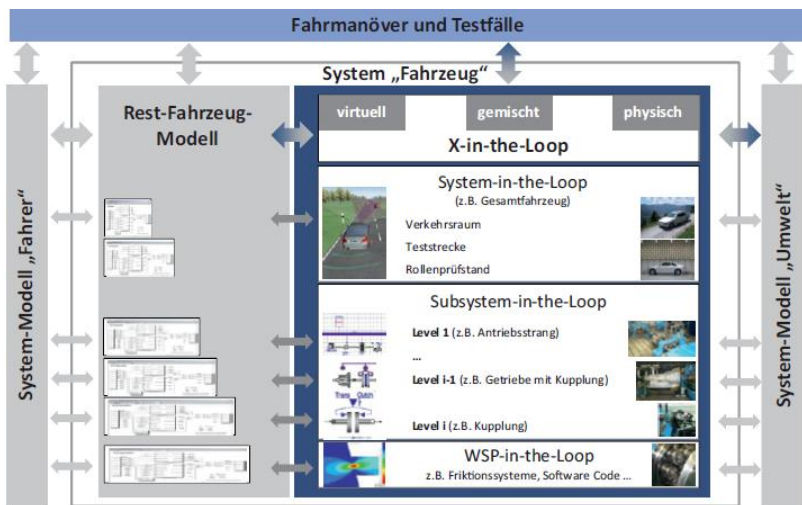 Fahrmanöver und Testfälle
System „Fahrzeug“
System-Modell „Fahrer“
Rest-Fahrzeug-
Modell
virtuell
gemischt
physisch
X-in-the-Loop
System-in-the-Loop
(z.B. Gesamtfahrzeug)
Verkehrsraum
Teststrecke
Rollenprüfstand
Subsystem-in-the-Loop
Level 1 (z.B. Antriebsstrang)
...
Level i-1 (z.B. Getriebe mit Kupplung)
Level i (z.B. Kupplung)
WSP-in-the-Loop
z.B. Friktionssysteme, Software Code ...
System-Modell „Umwelt“